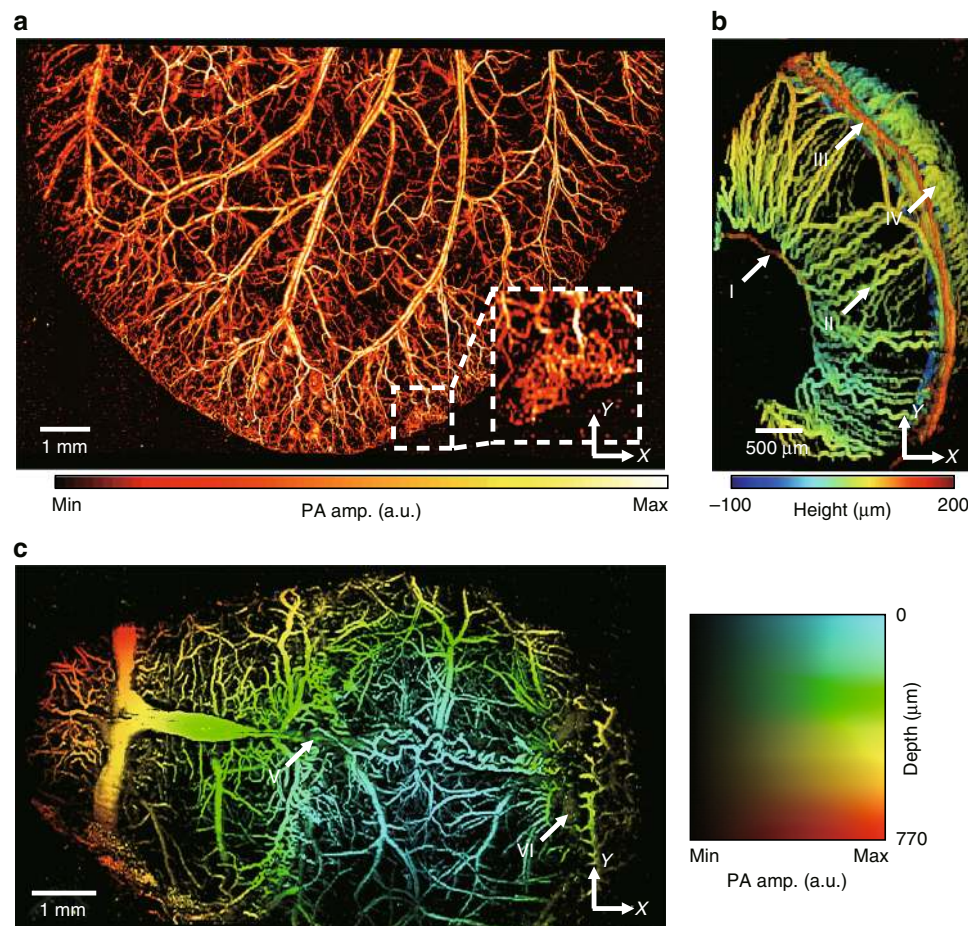 a
1 mm
Y
X
Min
PA amp. (a.u.)
Max
b
III
IV
I
II
500 μm
Y
X
−100
Height (μm)
200
c
V
VI
1 mm
Y
X
0
Depth (μm)
770
Min
Max
PA amp. (a.u.)